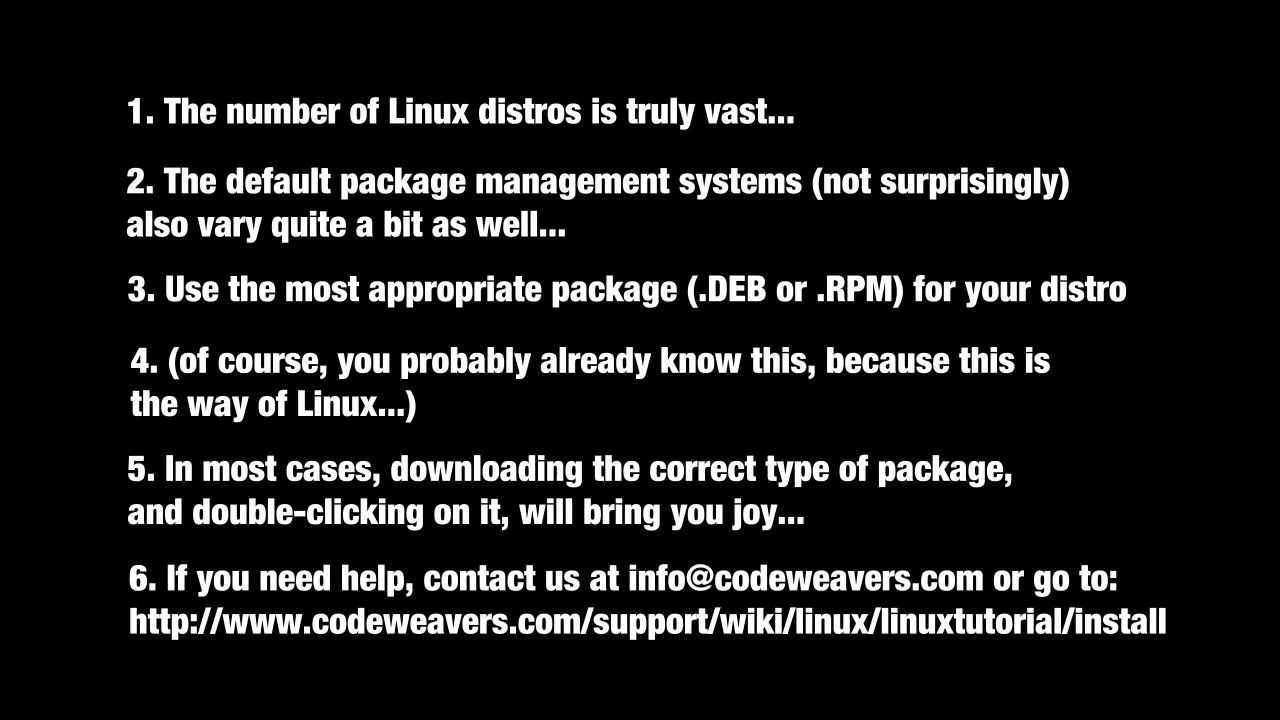 1. The number of Linux distros is truly vast...
2. The default package management systems (not surprisingly)
also vary quite a bit as well...
3. Use the most appropriate package (.DEB or .RPM) for your distro
4. (of course, you probably already know this, because this is
the way of Linux...)
5. In most cases, downloading the correct type of package,
and double-clicking on it, will bring you joy...
6. If you need help, contact us at info@codeweavers.com or go to:
http://www.codeweavers.com/support/wiki/linux/linuxtutorial/install